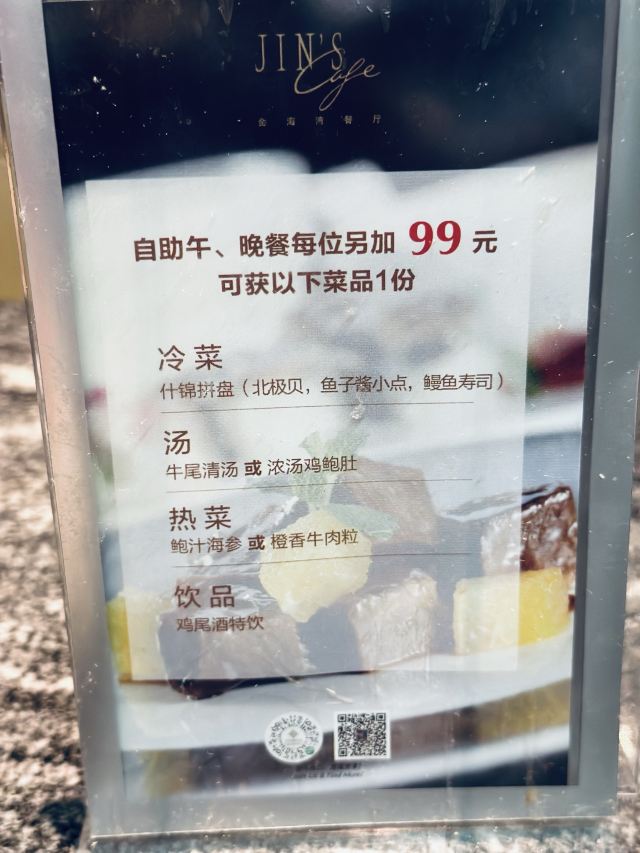 JIN'S
Cafe
金海湾餐厅
自助午、晚餐每位另加 99 元
可获以下菜品1份
冷菜
什锦拼盘（北极贝，鱼子酱小点，鳗鱼寿司）
汤
牛尾清汤 或 浓汤鸡鲍肚
热菜
鲍汁海参 或 橙香牛肉粒
饮品
鸡尾酒特饮